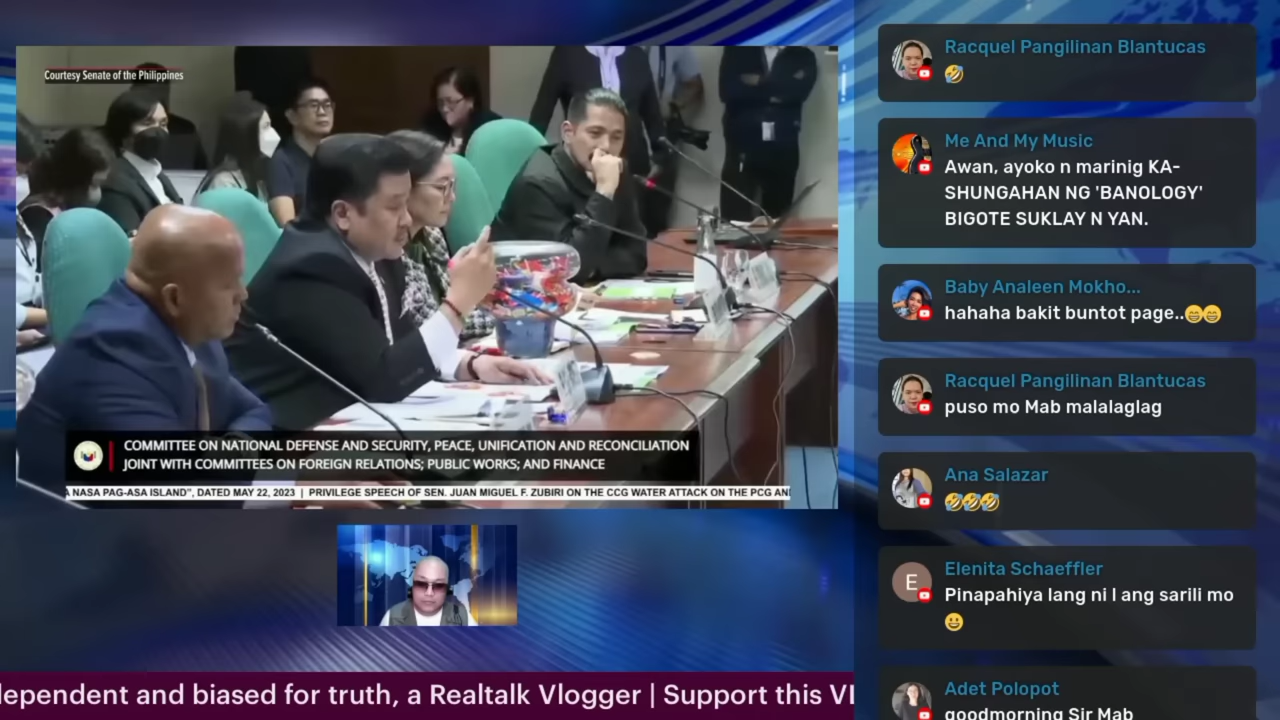 Courtesy Senate of the Philippines
COMMITTEE ON NATIONAL DEFENSE AND SECURITY, PEACE, UNIFICATION AND RECONCILIATION
JOINT WITH COMMITTEES ON FOREIGN RELATIONS; PUBLIC WORKS; AND FINANCE
A NASA PAG-ASA ISLAND", DATED MAY 22, 2023 | PRIVILEGE SPEECH OF SEN. JUAN MIGUEL F. ZUBIRI ON THE CCG WATER ATTACK ON THE PCG AN
ependent and biased for truth, a Realtalk Vlogger | Support this Vl
Racquel Pangilinan Blantucas
🤣
Me And My Music
Awan, ayoko n marinig KA-
SHUNGAHAN NG 'BANOLOGY'
BIGOTE SUKLAY N YAN.
Baby Analeen Mokho...
hahaha bakit buntot page..😁😁
Racquel Pangilinan Blantucas
puso mo Mab malalaglag
Ana Salazar
🤣🤣🤣
E
Elenita Schaeffler
Pinapahiya lang ni l ang sarili mo
😀
Adet Polopot
goodmorning Sir Mab